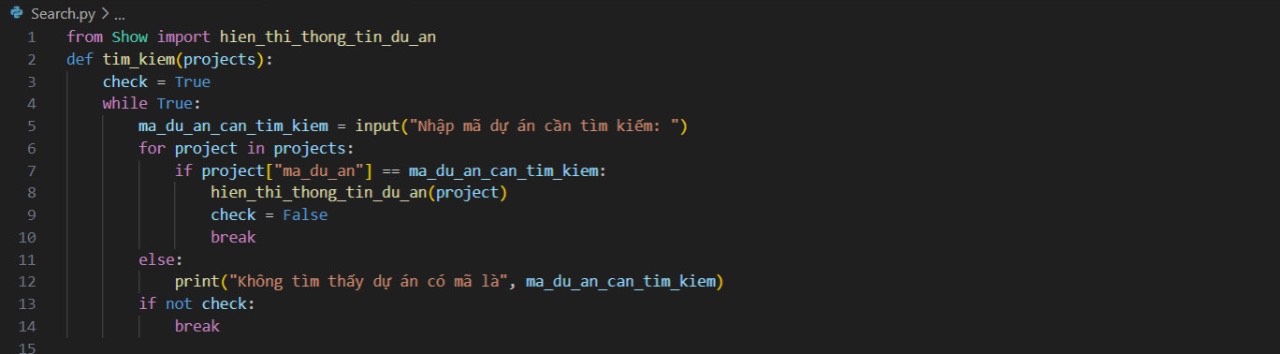 Search.py > ...
1 from Show import hien_thi_thong_tin_du_an
2 def tim_kiem(projects):
3     check = True
4     while True:
5         ma_du_an_can_tim_kiem = input("Nhập mã dự án cần tìm kiếm: ")
6         for project in projects:
7             if project["ma_du_an"] == ma_du_an_can_tim_kiem:
8                 hien_thi_thong_tin_du_an(project)
9                 check = False
10                 break
11         else:
12             print("Không tìm thấy dự án có mã là", ma_du_an_can_tim_kiem)
13         if not check:
14             break
15